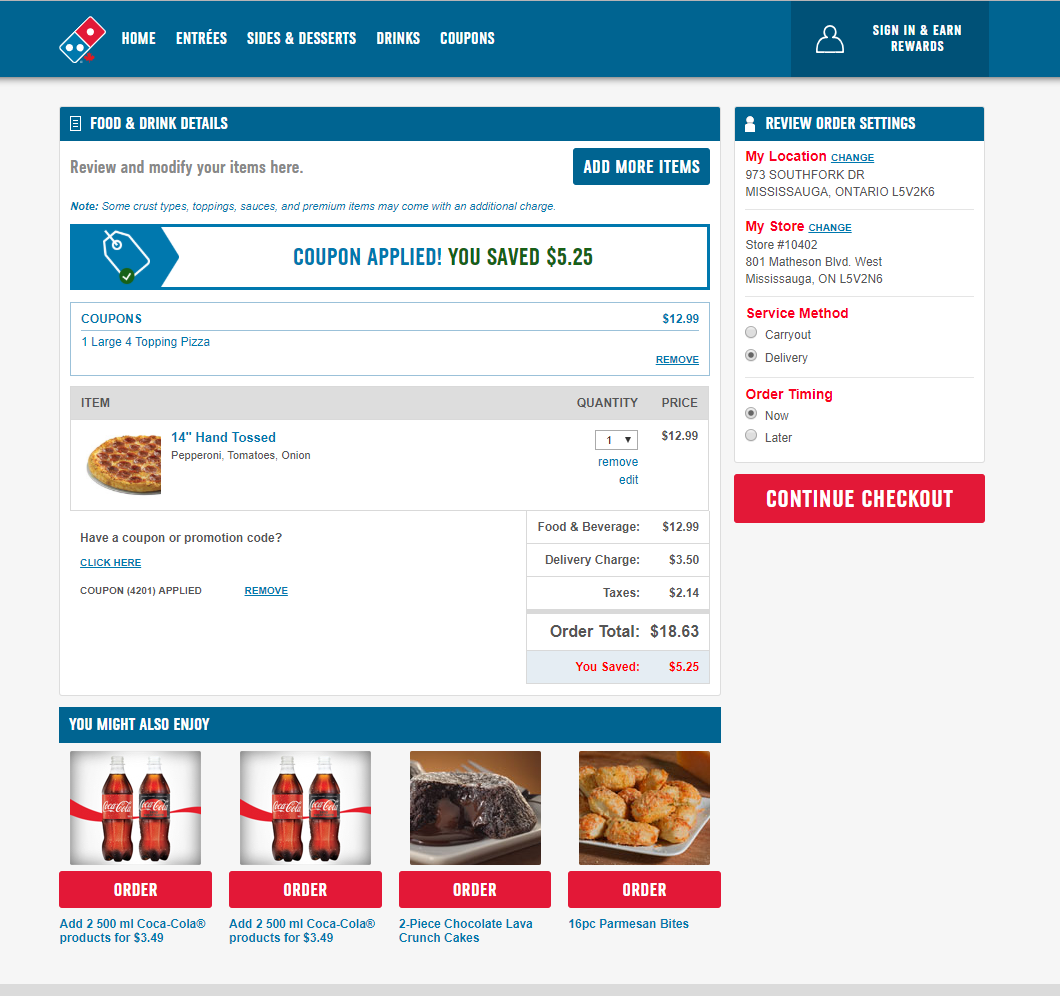 HOME ENTRÉES SIDES & DESSERTS DRINKS COUPONS
SIGN IN & EARN
REWARDS
FOOD & DRINK DETAILS
Review and modify your items here.
ADD MORE ITEMS
Note: Some crust types, toppings, sauces, and premium items may come with an additional charge.
COUPON APPLIED! YOU SAVED $5.25
COUPONS $12.99
1 Large 4 Topping Pizza
REMOVE
ITEM QUANTITY PRICE
14" Hand Tossed 1 $12.99
Pepperoni, Tomatoes, Onion
remove
edit
Have a coupon or promotion code?
CLICK HERE
COUPON (4201) APPLIED REMOVE
Food & Beverage: $12.99
Delivery Charge: $3.50
Taxes: $2.14
Order Total: $18.63
You Saved: $5.25
REVIEW ORDER SETTINGS
My Location CHANGE
973 SOUTHFORK DR
MISSISSAUGA, ONTARIO L5V2K6
My Store CHANGE
Store #10402
801 Matheson Blvd. West
Mississauga, ON L5V2N6
Service Method
Carryout
Delivery
Order Timing
Now
Later
CONTINUE CHECKOUT
YOU MIGHT ALSO ENJOY
Coca-Cola Coca-Cola
Coca-Cola Coca-Cola
ORDER ORDER ORDER ORDER
Add 2 500 ml Coca-Cola®
products for $3.49
Add 2 500 ml Coca-Cola®
products for $3.49
2-Piece Chocolate Lava
Crunch Cakes
16pc Parmesan Bites